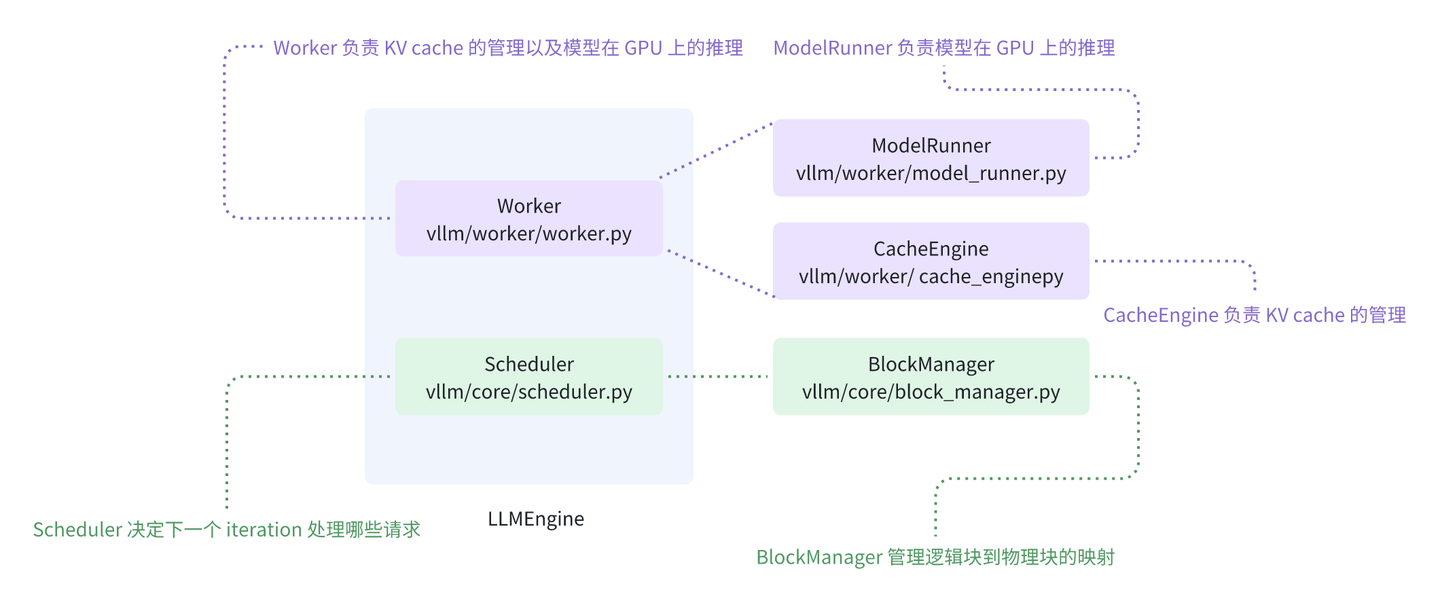 Worker 负责 KV cache 的管理以及模型在 GPU 上的推理
ModelRunner 负责模型在 GPU 上的推理
ModelRunner
vllm/worker/model_runner.py
Worker
vllm/worker/worker.py
CacheEngine
vllm/worker/ cache_enginepy
CacheEngine 负责 KV cache 的管理
Scheduler
vllm/core/scheduler.py
BlockManager
vllm/core/block_manager.py
LLMEngine
Scheduler 决定下一个 iteration 处理哪些请求
BlockManager 管理逻辑块到物理块的映射